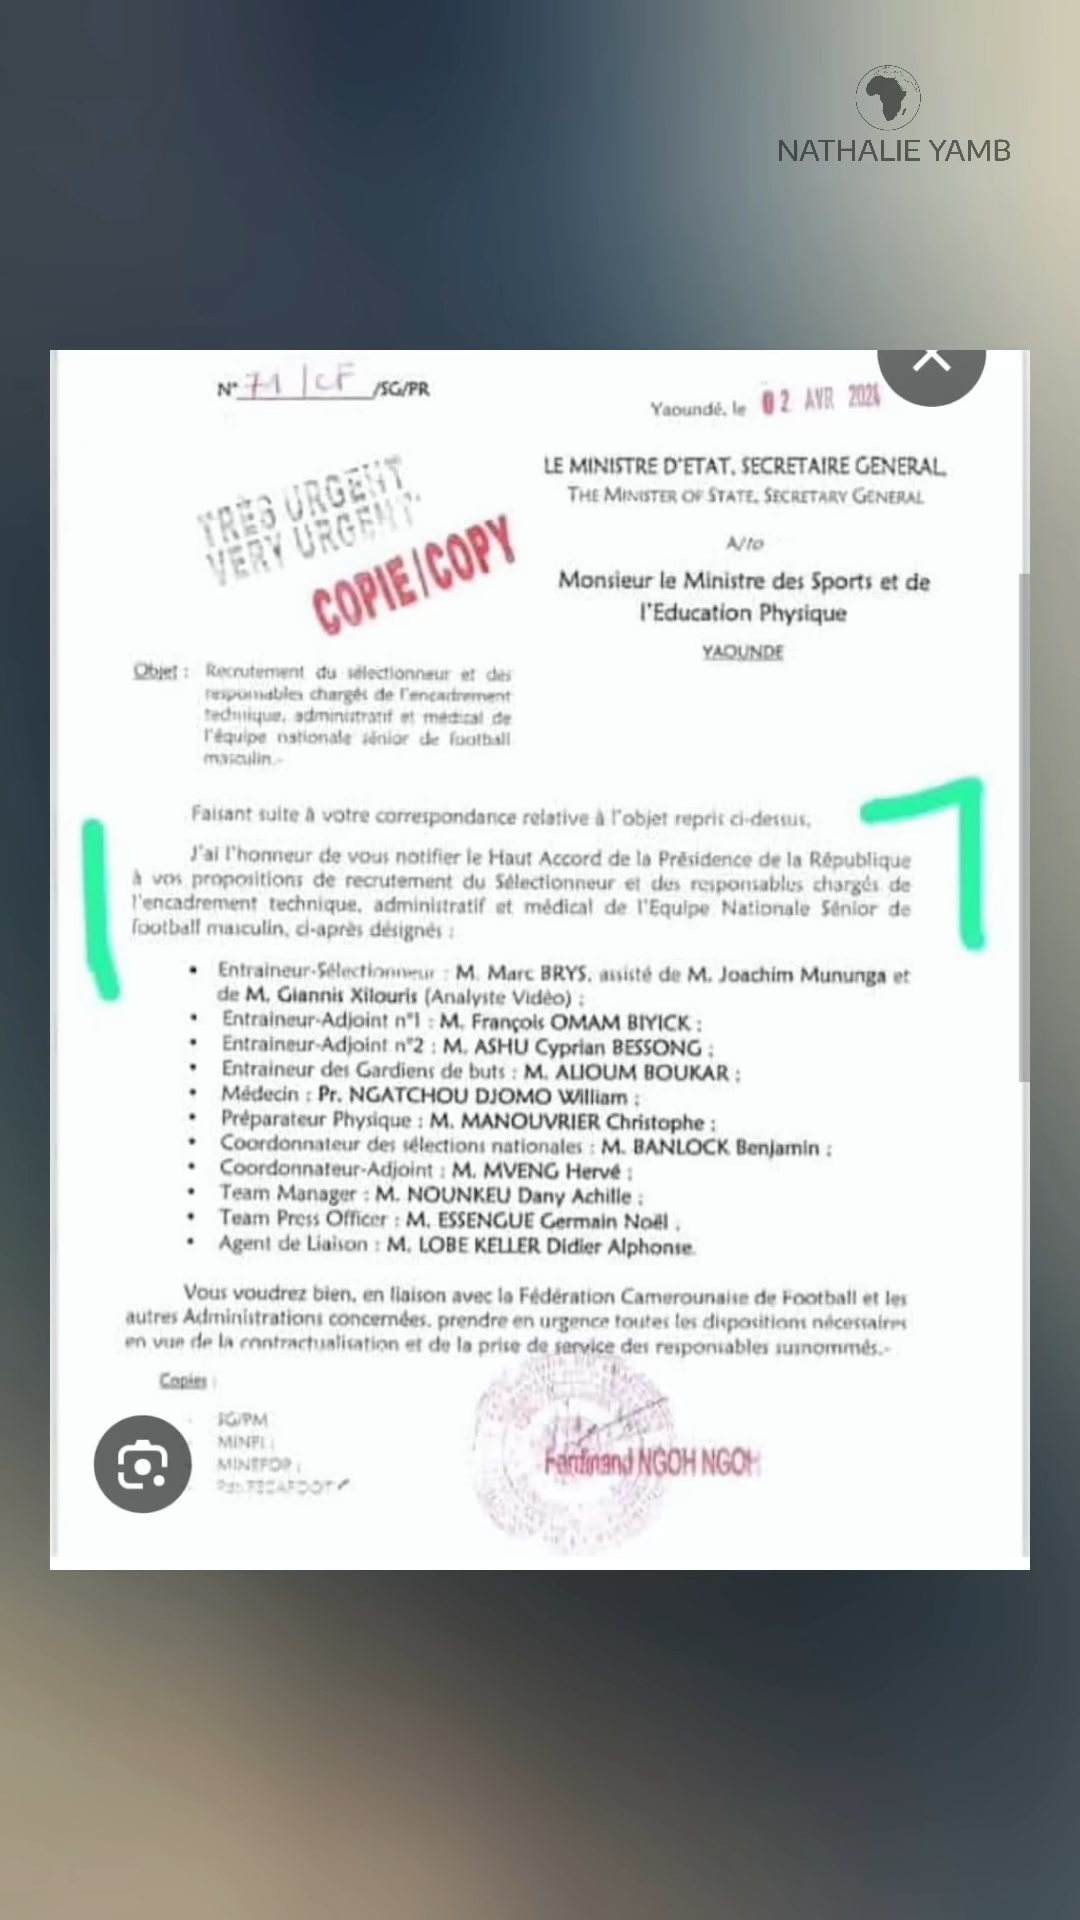 NATHALIE YAMB
N° 71 /CF /SG/PR
Yaoundé, le 02 AVR 2024
TRÈS URGENT
VERY URGENT
COPIE/COPY
LE MINISTRE D'ETAT, SECRETAIRE GENERAL
THE MINISTER OF STATE, SECRETARY GENERAL
A/to
Monsieur le Ministre des Sports et de
l'Education Physique
YAOUNDE
Objet : Recrutement du sélectionneur et des
responsables chargés de l'encadrement
technique, administratif et médical de
l'équipe nationale sénior de football
masculin.-
Faisant suite à votre correspondance relative à l'objet repris ci-dessus,
J'ai l'honneur de vous notifier le Haut Accord de la Présidence de la République
à vos propositions de recrutement du Sélectionneur et des responsables chargés de
l'encadrement technique, administratif et médical de l'Equipe Nationale Sénior de
football masculin, ci-après désignés :
• Entraineur-Sélectionneur : M. Marc BRYS, assisté de M. Joachim Mununga et
de M. Giannis Xilouris (Analyste Vidéo) ;
• Entraineur-Adjoint n°1 : M. François OMAM BIYICK ;
• Entraineur-Adjoint n°2 : M. ASHU Cyprian BESSONG ;
• Entraineur des Gardiens de buts : M. ALIOUM BOUKAR ;
• Médecin : Pr. NGATCHOU DJOMO William ;
• Préparateur Physique : M. MANOUVRIER Christophe ;
• Coordonnateur des sélections nationales : M. BANLOCK Benjamin ;
• Coordonnateur-Adjoint : M. MVENG Hervé ;
• Team Manager : M. NOUNKEU Dany Achille ;
• Team Press Officer : M. ESSENGUE Germain Noël ,
• Agent de Liaison : M. LOBE KELLER Didier Alphonse.
Vous voudrez bien, en liaison avec la Fédération Camerounaise de Football et les
autres Administrations concernées, prendre en urgence toutes les dispositions nécessaires
en vue de la contractualisation et de la prise de service des responsables susnommés.-
Copies :
SG/PM
MINFI ;
MINEFOP ;
Pdt FECAFOOT
Ferdinand NGOH NGOH